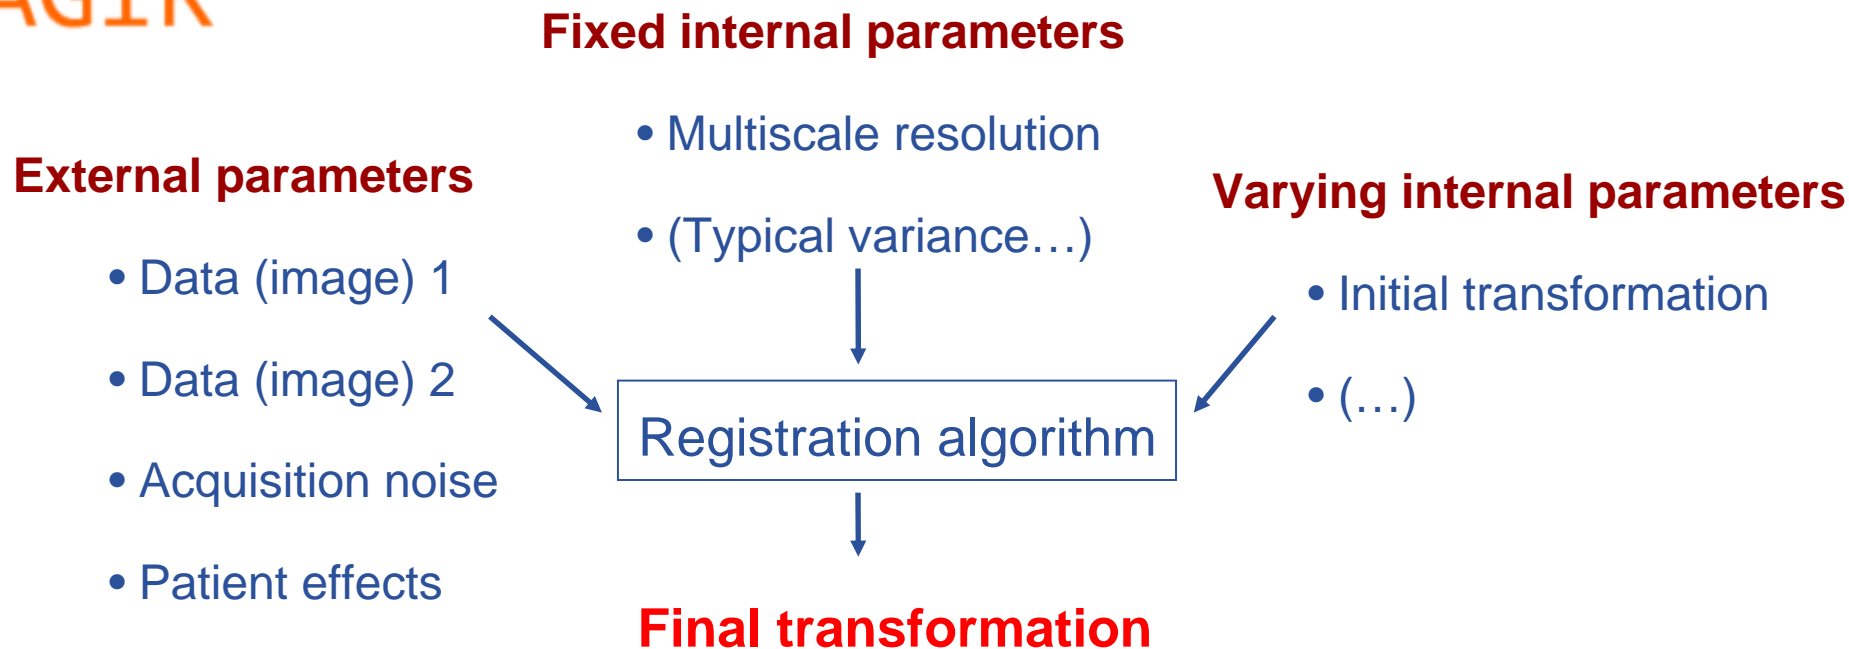 AGIR
Fixed internal parameters
• Multiscale resolution
• (Typical variance…)
External parameters
• Data (image) 1
• Data (image) 2
• Acquisition noise
• Patient effects
Varying internal parameters
• Initial transformation
• (…)
Registration algorithm
Final transformation